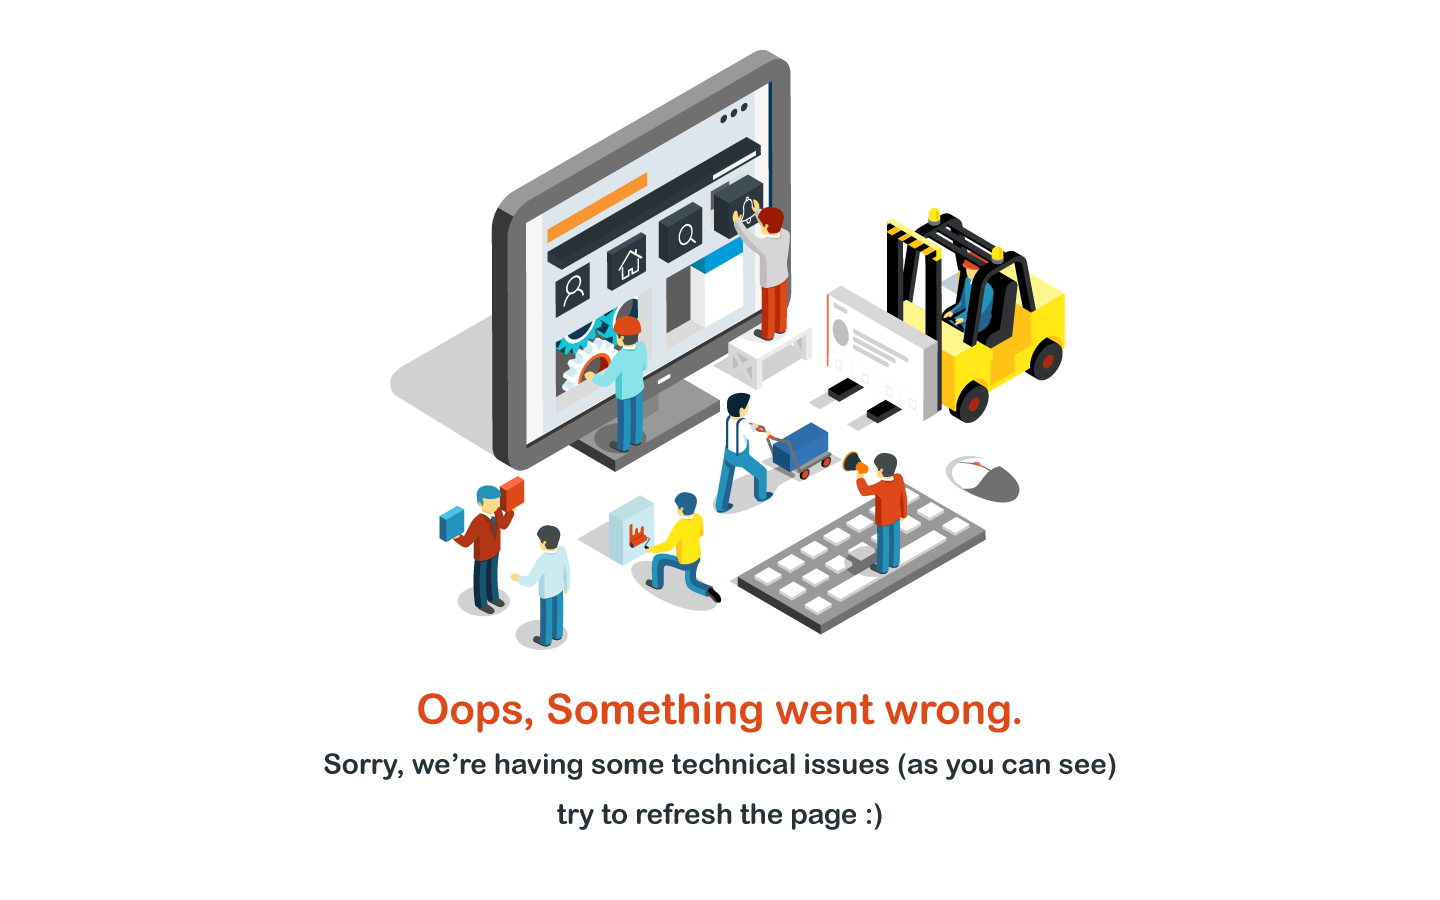 Oops, Something went wrong.
Sorry, we’re having some technical issues (as you can see)
try to refresh the page :)